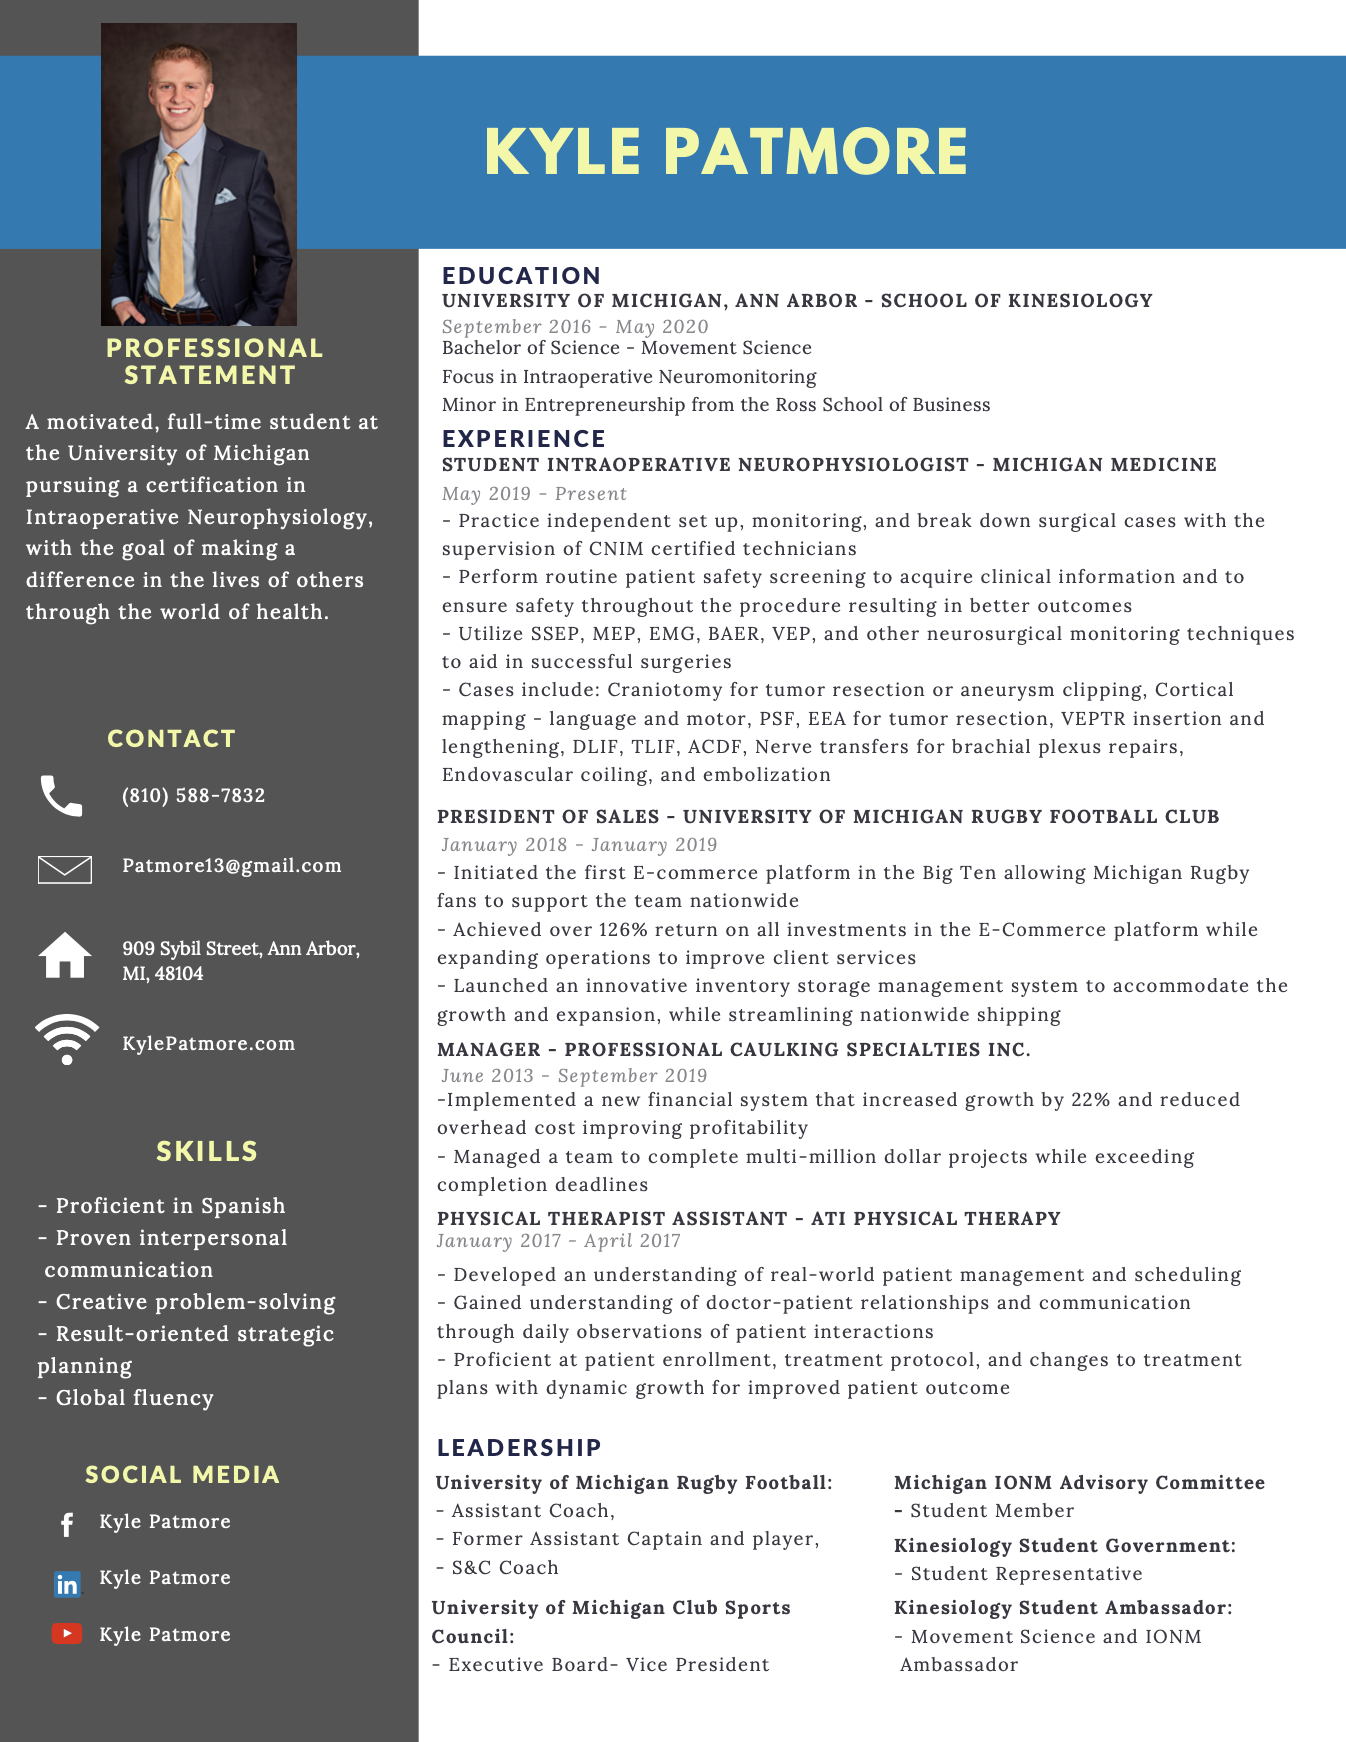 KYLE PATMORE
PROFESSIONAL
STATEMENT
A motivated, full-time student at
the University of Michigan
pursuing a certification in
Intraoperative Neurophysiology,
with the goal of making a
difference in the lives of others
through the world of health.
CONTACT
(810) 588-7832
Patmore13@gmail.com
909 Sybil Street, Ann Arbor,
MI, 48104
KylePatmore.com
SKILLS
- Proficient in Spanish
- Proven interpersonal
communication
- Creative problem-solving
- Result-oriented strategic
planning
- Global fluency
SOCIAL MEDIA
f Kyle Patmore
in Kyle Patmore
Kyle Patmore
EDUCATION
UNIVERSITY OF MICHIGAN, ANN ARBOR - SCHOOL OF KINESIOLOGY
September 2016 - May 2020
Bachelor of Science - Movement Science
Focus in Intraoperative Neuromonitoring
Minor in Entrepreneurship from the Ross School of Business
EXPERIENCE
STUDENT INTRAOPERATIVE NEUROPHYSIOLOGIST - MICHIGAN MEDICINE
May 2019 - Present
- Practice independent set up, monitoring, and break down surgical cases with the
supervision of CNIM certified technicians
- Perform routine patient safety screening to acquire clinical information and to
ensure safety throughout the procedure resulting in better outcomes
- Utilize SSEP, MEP, EMG, BAER, VEP, and other neurosurgical monitoring techniques
to aid in successful surgeries
- Cases include: Craniotomy for tumor resection or aneurysm clipping, Cortical
mapping - language and motor, PSF, EEA for tumor resection, VEPTR insertion and
lengthening, DLIF, TLIF, ACDF, Nerve transfers for brachial plexus repairs,
Endovascular coiling, and embolization
PRESIDENT OF SALES - UNIVERSITY OF MICHIGAN RUGBY FOOTBALL CLUB
January 2018 - January 2019
- Initiated the first E-commerce platform in the Big Ten allowing Michigan Rugby
fans to support the team nationwide
- Achieved over 126% return on all investments in the E-Commerce platform while
expanding operations to improve client services
- Launched an innovative inventory storage management system to accommodate the
growth and expansion, while streamlining nationwide shipping
MANAGER - PROFESSIONAL CAULKING SPECIALTIES INC.
June 2013 - September 2019
-Implemented a new financial system that increased growth by 22% and reduced
overhead cost improving profitability
- Managed a team to complete multi-million dollar projects while exceeding
completion deadlines
PHYSICAL THERAPIST ASSISTANT - ATI PHYSICAL THERAPY
January 2017 - April 2017
- Developed an understanding of real-world patient management and scheduling
- Gained understanding of doctor-patient relationships and communication
through daily observations of patient interactions
- Proficient at patient enrollment, treatment protocol, and changes to treatment
plans with dynamic growth for improved patient outcome
LEADERSHIP
University of Michigan Rugby Football:
- Assistant Coach,
- Former Assistant Captain and player,
- S&C Coach
University of Michigan Club Sports
Council:
- Executive Board- Vice President
Michigan IONM Advisory Committee
- Student Member
Kinesiology Student Government:
- Student Representative
Kinesiology Student Ambassador:
- Movement Science and IONM
Ambassador